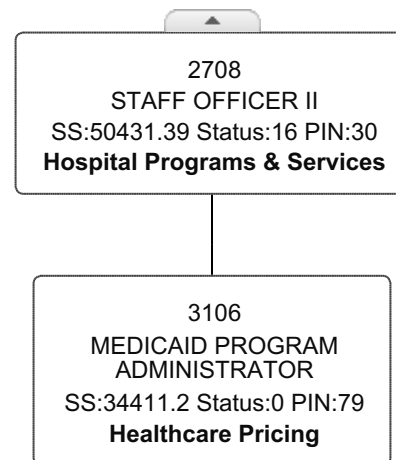 2708
STAFF OFFICER II
SS:50431.39 Status:16 PIN:30
Hospital Programs & Services
3106
MEDICAID PROGRAM
ADMINISTRATOR
SS:34411.2 Status:0 PIN:79
Healthcare Pricing